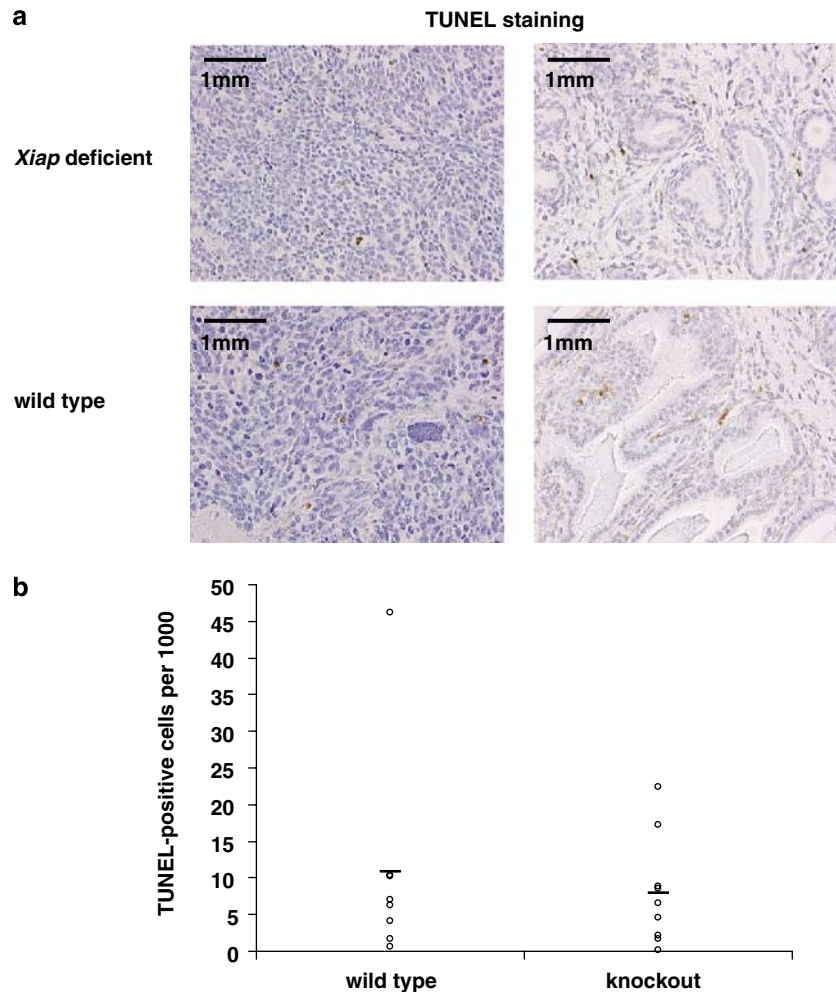 a
TUNEL staining
Xiap deficient
1mm
1mm
wild type
1mm
1mm
b
TUNEL-positive cells per 1000
50
45
40
35
30
25
20
15
10
5
0
wild type
knockout